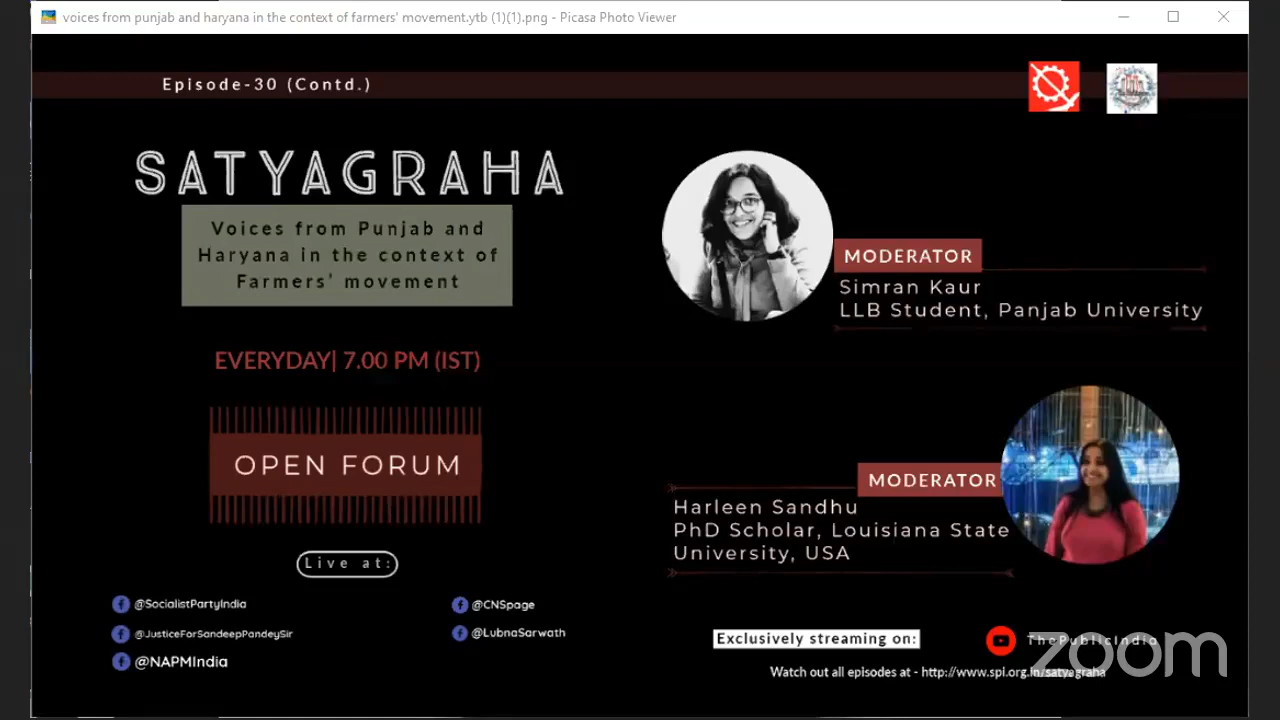 voices from punjab and haryana in the context of farmers' movement.ytb (1)(1).png - Picasa Photo Viewer
Episode-30 (Contd.)
SATYAGRAHA
Voices from Punjab and
Haryana in the context of
Farmers' movement
EVERYDAY| 7.00 PM (IST)
OPEN FORUM
Live at:
@SocialistPartyIndia
@JusticeForSandeepPandeySir
@NAPMIndia
@CNSpage
@LubnaSarwath
MODERATOR
Simran Kaur
LLB Student, Panjab University
MODERATOR
Harleen Sandhu
PhD Scholar, Louisiana State
University, USA
Exclusively streaming on:
ThePublicIndia
Watch out all episodes at - http://www.spi.org.in/satyagraha
zoom